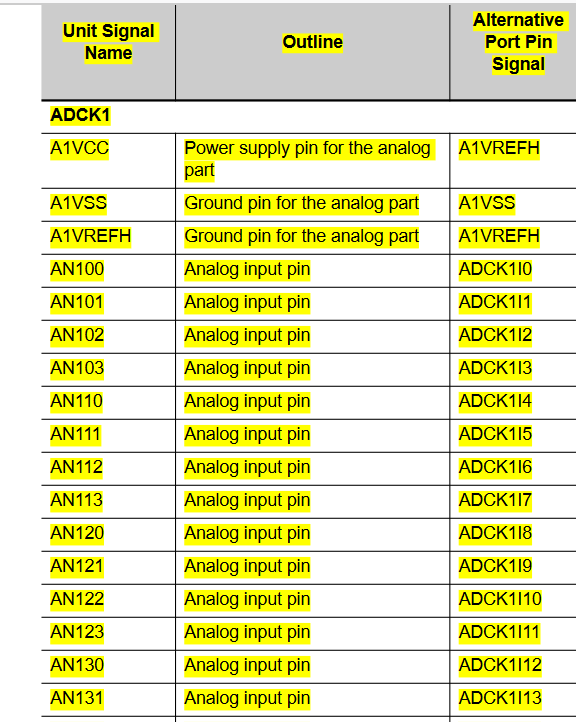 Unit Signal Name Outline Alternative Port Pin Signal
ADCK1
A1VCC Power supply pin for the analog part A1VREFH
A1VSS Ground pin for the analog part A1VSS
A1VREFH Ground pin for the analog part A1VREFH
AN100 Analog input pin ADCK1I0
AN101 Analog input pin ADCK1I1
AN102 Analog input pin ADCK1I2
AN103 Analog input pin ADCK1I3
AN110 Analog input pin ADCK1I4
AN111 Analog input pin ADCK1I5
AN112 Analog input pin ADCK1I6
AN113 Analog input pin ADCK1I7
AN120 Analog input pin ADCK1I8
AN121 Analog input pin ADCK1I9
AN122 Analog input pin ADCK1I10
AN123 Analog input pin ADCK1I11
AN130 Analog input pin ADCK1I12
AN131 Analog input pin ADCK1I13